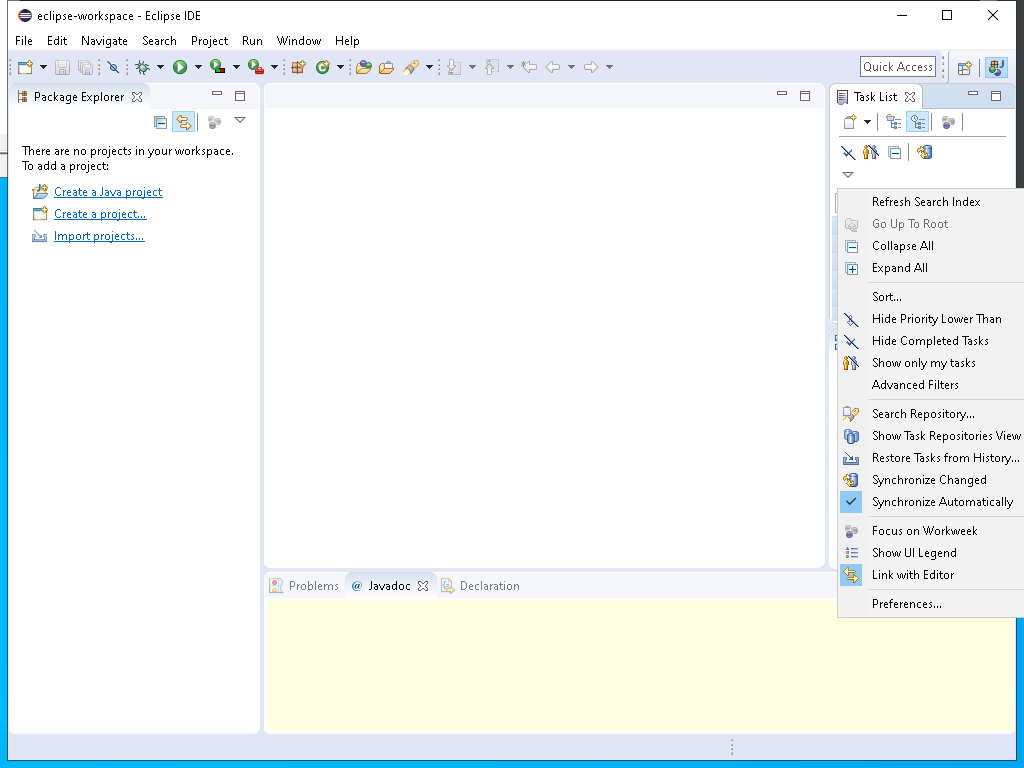 eclipse-workspace - Eclipse IDE
File Edit Navigate Search Project Run Window Help
Quick Access
Package Explorer
Task List
There are no projects in your workspace.
To add a project:
Create a Java project
Create a project...
Import projects...
Refresh Search Index
Go Up To Root
Collapse All
Expand All
Sort...
Hide Priority Lower Than
Hide Completed Tasks
Show only my tasks
Advanced Filters
Search Repository...
Show Task Repositories View
Restore Tasks from History...
Synchronize Changed
Synchronize Automatically
Focus on Workweek
Show UI Legend
Link with Editor
Preferences...
Problems @ Javadoc Declaration